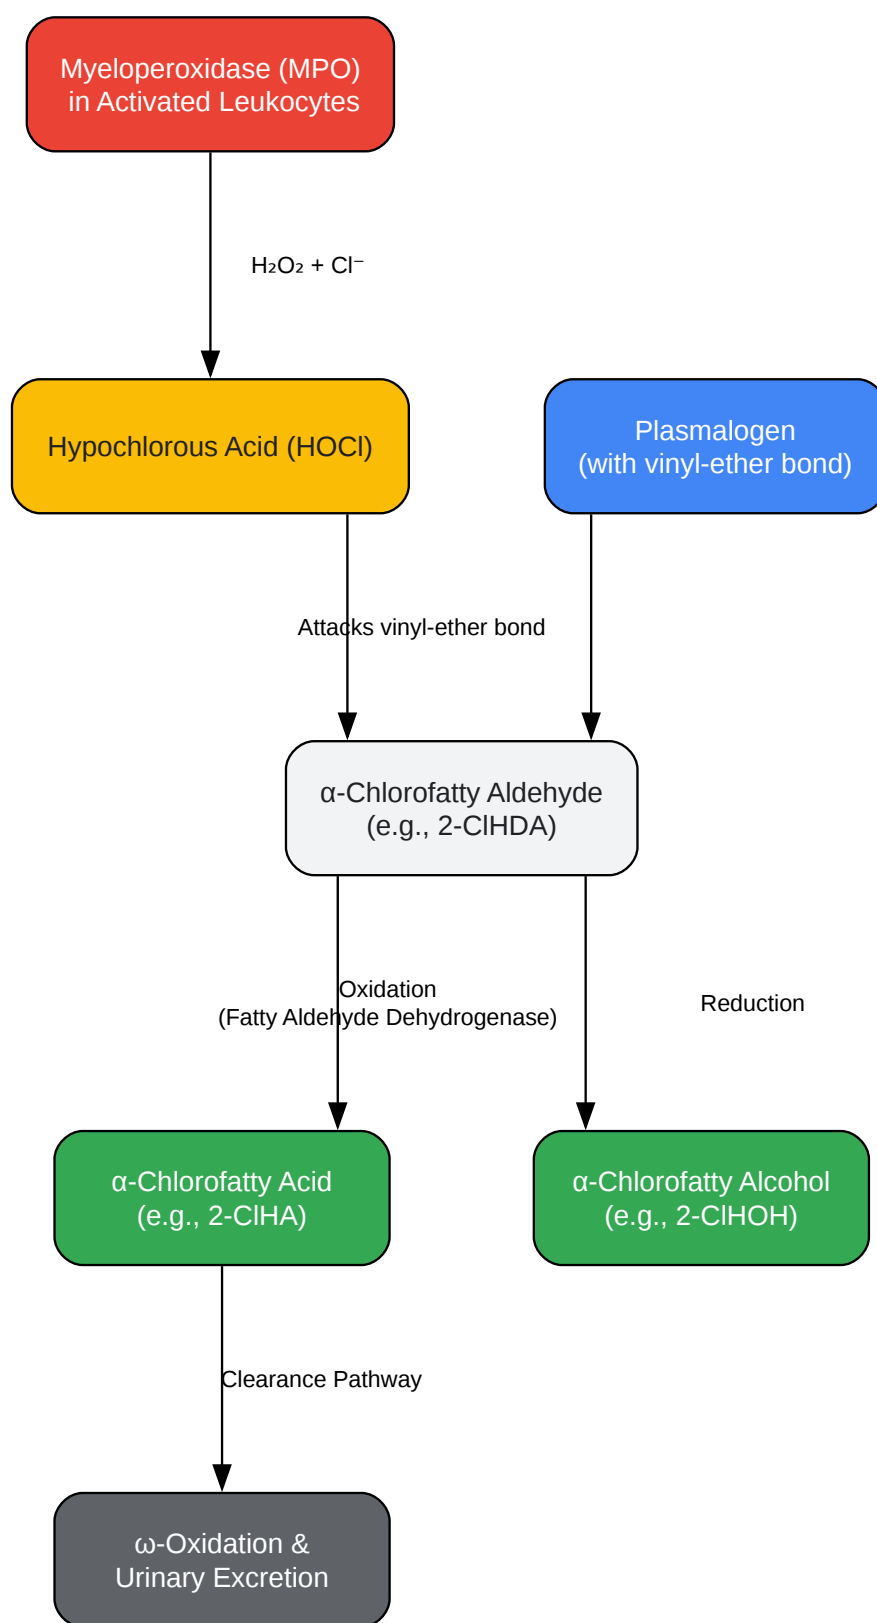 Myeloperoxidase (MPO)
in Activated Leukocytes
H₂O₂ + Cl⁻
Hypochlorous Acid (HOCl)
Plasmalogen
(with vinyl-ether bond)
Attacks vinyl-ether bond
α-Chlorofatty Aldehyde
(e.g., 2-ClHDA)
Oxidation
(Fatty Aldehyde Dehydrogenase)
Reduction
α-Chlorofatty Acid
(e.g., 2-ClHA)
α-Chlorofatty Alcohol
(e.g., 2-ClHOH)
Clearance Pathway
ω-Oxidation &
Urinary Excretion